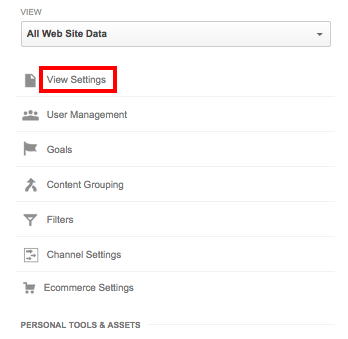 VIEW
All Web Site Data
View Settings
User Management
Goals
Content Grouping
Filters
Channel Settings
Ecommerce Settings
PERSONAL TOOLS & ASSETS